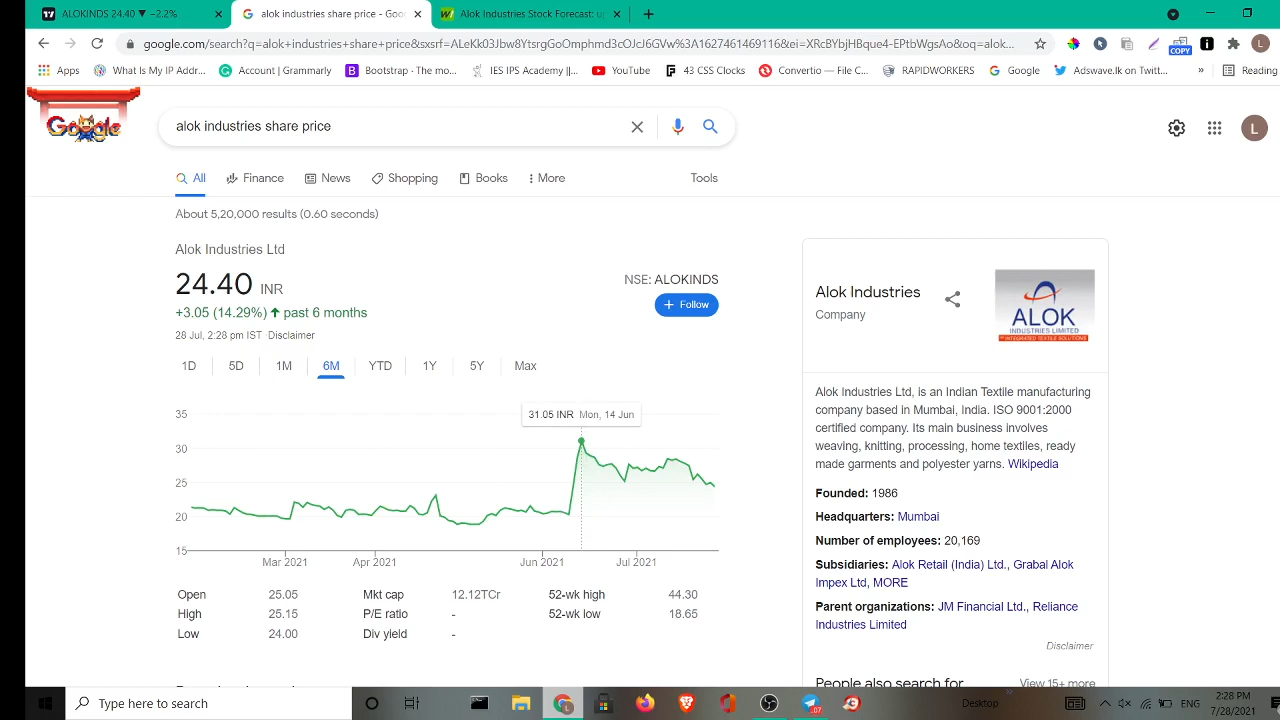 ALOKINDS 24.40 ▼ −2.2%
alok industries share price - Goo
Alok Industries Stock Forecast: u
google.com/search?q=alok+industries+share+price&sxsrf=
COPY
L
Apps
What Is My IP Addr...
Account | Grammarly
Bootstrap - The mo...
IES IPS Academy ||...
YouTube
43 CSS Clocks
Convertio — File C...
RAPIDWORKERS
Google
Adswave.lk on Twitt...
»
Reading
Google
alok industries share price
L
All
Finance
News
Shopping
Books
More
Tools
About 5,20,000 results (0.60 seconds)
Alok Industries Ltd
24.40 INR
NSE: ALOKINDS
+3.05 (14.29%) ↑ past 6 months
+ Follow
28 Jul, 2:28 pm IST · Disclaimer
1D 5D 1M 6M YTD 1Y 5Y Max
31.05 INR Mon, 14 Jun
35
30
25
20
15
Mar 2021 Apr 2021 Jun 2021 Jul 2021
Open 25.05 Mkt cap 12.12TCr 52-wk high 44.30
High 25.15 P/E ratio - 52-wk low 18.65
Low 24.00 Div yield -
Alok Industries
Company
ALOK
INDUSTRIES LIMITED
INTEGRATED TEXTILE SOLUTIONS
Alok Industries Ltd, is an Indian Textile manufacturing
company based in Mumbai, India. ISO 9001:2000
certified company. Its main business involves
weaving, knitting, processing, home textiles, ready
made garments and polyester yarns. Wikipedia
Founded: 1986
Headquarters: Mumbai
Number of employees: 20,169
Subsidiaries: Alok Retail (India) Ltd., Grabal Alok
Impex Ltd, MORE
Parent organizations: JM Financial Ltd., Reliance
Industries Limited
Disclaimer
People also search for
View 15+ more
Type here to search
Desktop
»
ENG
2:28 PM
7/28/2021